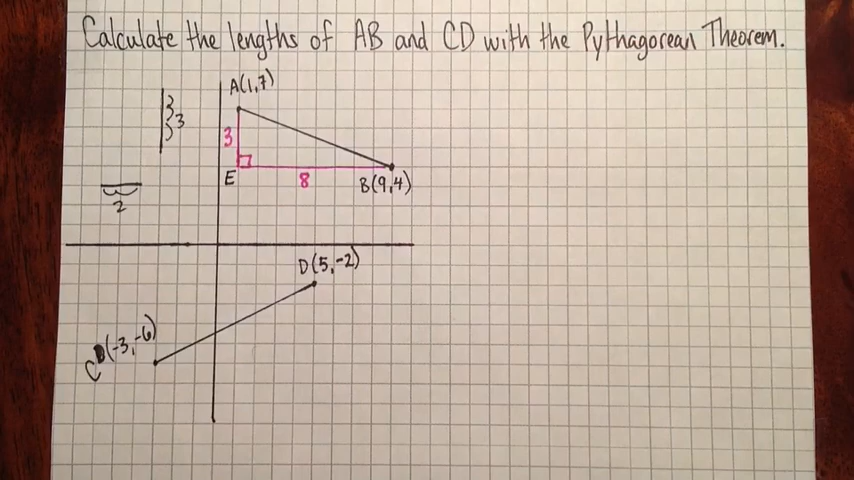 Calculate the lengths of AB and CD with the Pythagorean Theorem.
A(1,7)
3
3
E
8
B(9,4)
2
D(5,-2)
C(-3,-6)